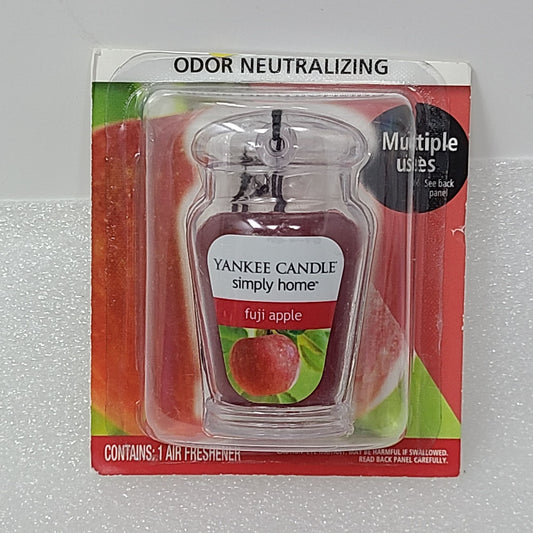 ODOR NEUTRALIZING
Multiple
uses
See back
panel
YANKEE CANDLE®
simply home™
fuji apple
CONTAINS: 1 AIR FRESHENER
MAY BE HARMFUL IF SWALLOWED.
READ BACK PANEL CAREFULLY.